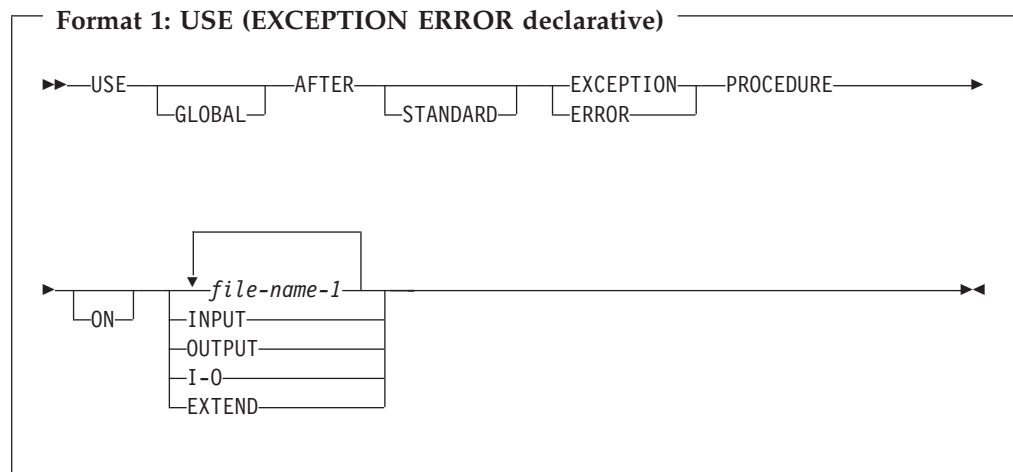 Format 1: USE (EXCEPTION ERROR declarative)
USE AFTER EXCEPTION PROCEDURE
GLOBAL STANDARD ERROR
file-name-1
ON INPUT
OUTPUT
I-O
EXTEND